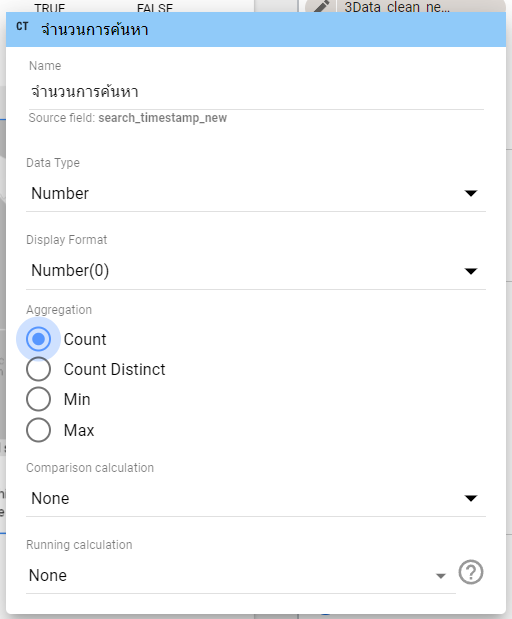 TRUE FALSE
3Data_clean_ne...
CT จำนวนการค้นหา
Name
จำนวนการค้นหา
Source field: search_timestamp_new
Data Type
Number
Display Format
Number(0)
Aggregation
Count
Count Distinct
Min
Max
Comparison calculation
None
Running calculation
None